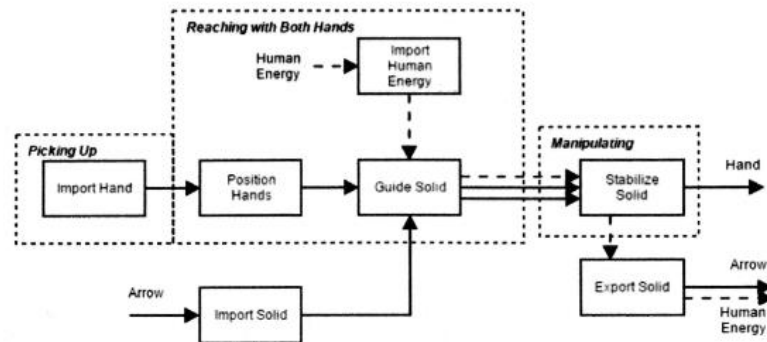 Reaching with Both Hands
Human
Energy
Import
Human
Energy
Picking Up
Import Hand
Position
Hands
Guide Solid
Manipulating
Stabilize
Solid
Hand
Arrow
Import Solid
Export Solid
Arrow
Human
Energy